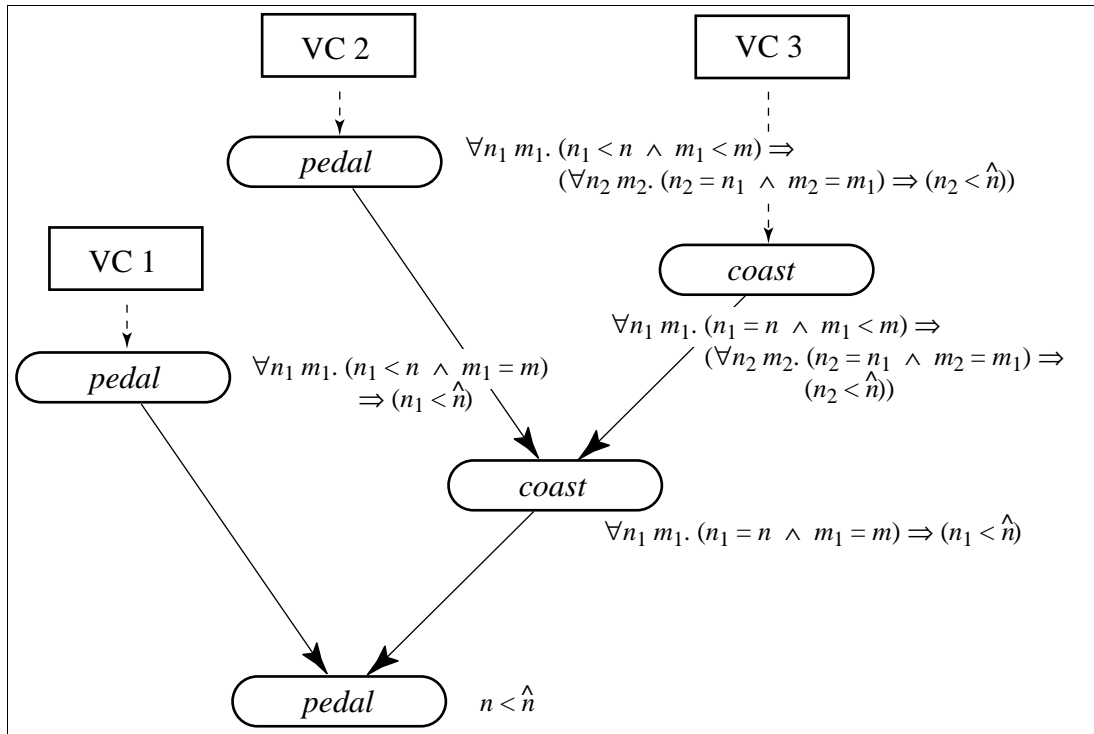 VC 2
VC 3
pedal
∀n₁ m₁. (n₁ < n ∧ m₁ < m) ⇒
(∀n₂ m₂. (n₂ = n₁ ∧ m₂ = m₁) ⇒ (n₂ < n̂))
VC 1
coast
∀n₁ m₁. (n₁ = n ∧ m₁ < m) ⇒
(∀n₂ m₂. (n₂ = n₁ ∧ m₂ = m₁) ⇒
(n₂ < n̂))
pedal
∀n₁ m₁. (n₁ < n ∧ m₁ = m)
⇒ (n₁ < n̂)
coast
∀n₁ m₁. (n₁ = n ∧ m₁ = m) ⇒ (n₁ < n̂)
pedal n < n̂